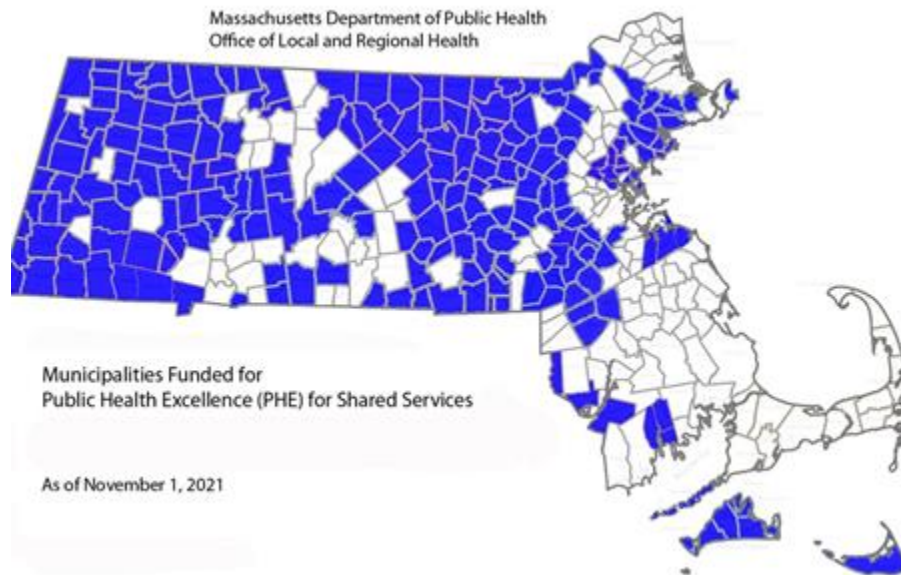 Massachusetts Department of Public Health
Office of Local and Regional Health
Municipalities Funded for
Public Health Excellence (PHE) for Shared Services
As of November 1, 2021